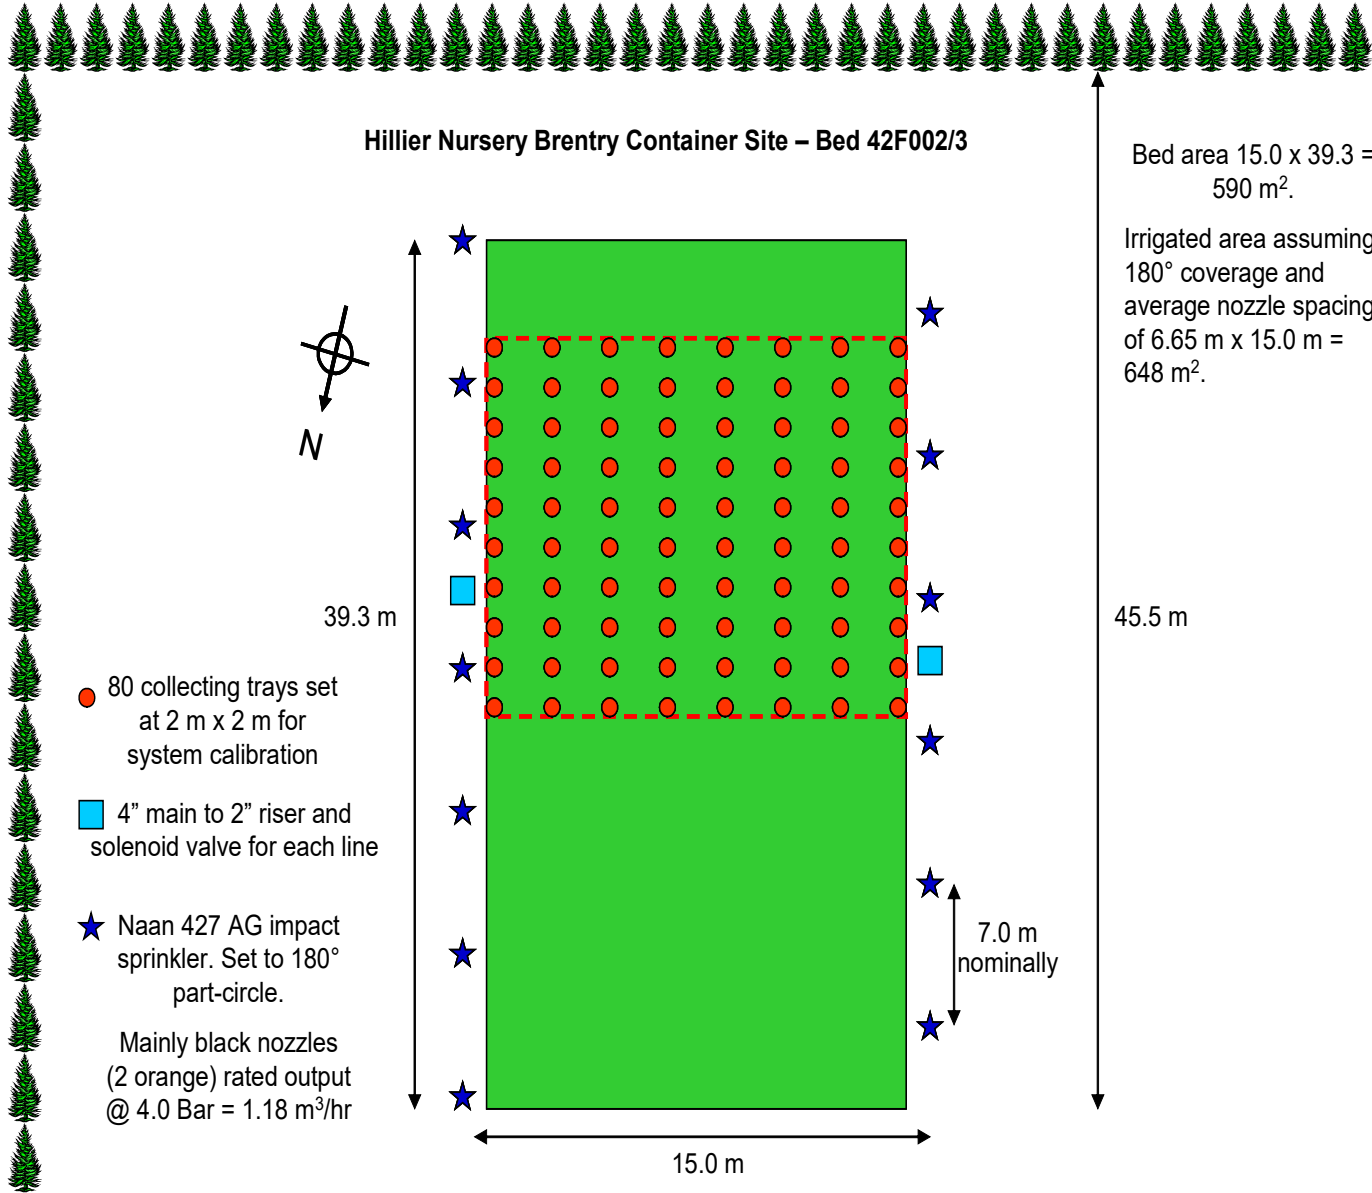 Hillier Nursery Brentry Container Site – Bed 42F002/3
Bed area 15.0 x 39.3 =
590 m².
Irrigated area assuming
180° coverage and
average nozzle spacing
of 6.65 m x 15.0 m =
648 m².
N
39.3 m
45.5 m
80 collecting trays set
at 2 m x 2 m for
system calibration
4” main to 2” riser and
solenoid valve for each line
Naan 427 AG impact
sprinkler. Set to 180°
part-circle.
Mainly black nozzles
(2 orange) rated output
@ 4.0 Bar = 1.18 m³/hr
7.0 m
nominally
15.0 m